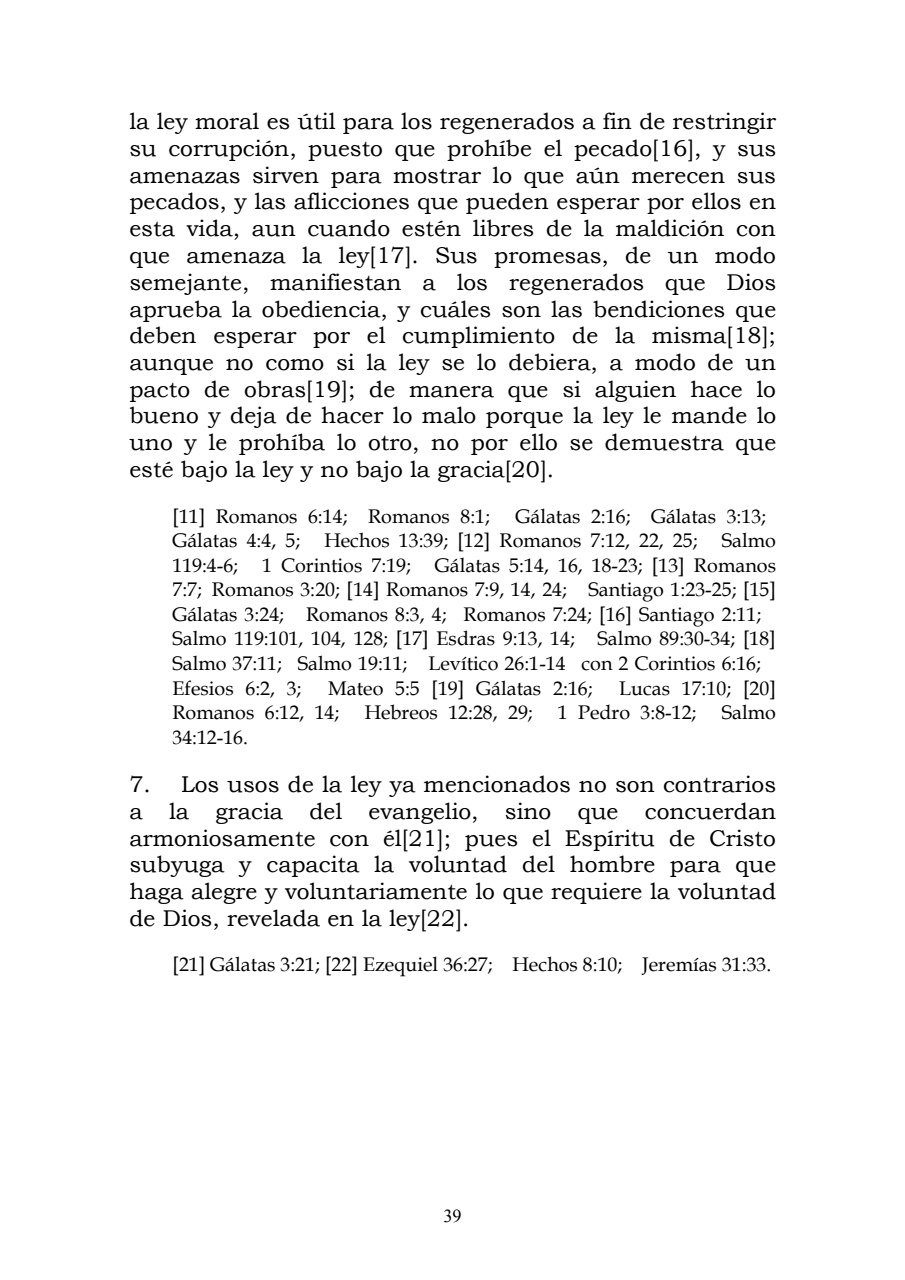 la ley moral es útil para los regenerados a fin de restringir
su corrupción, puesto que prohíbe el pecado[16], y sus
amenazas sirven para mostrar lo que aún merecen sus
pecados, y las aflicciones que pueden esperar por ellos en
esta vida, aun cuando estén libres de la maldición con
que amenaza la ley[17]. Sus promesas, de un modo
semejante, manifiestan a los regenerados que Dios
aprueba la obediencia, y cuáles son las bendiciones que
deben esperar por el cumplimiento de la misma[18];
aunque no como si la ley se lo debiera, a modo de un
pacto de obras[19]; de manera que si alguien hace lo
bueno y deja de hacer lo malo porque la ley le mande lo
uno y le prohíba lo otro, no por ello se demuestra que
esté bajo la ley y no bajo la gracia[20].
[11] Romanos 6:14; Romanos 8:1; Gálatas 2:16; Gálatas 3:13;
Gálatas 4:4, 5; Hechos 13:39; [12] Romanos 7:12, 22, 25; Salmo
119:4-6; 1 Corintios 7:19; Gálatas 5:14, 16, 18-23; [13] Romanos
7:7; Romanos 3:20; [14] Romanos 7:9, 14, 24; Santiago 1:23-25; [15]
Gálatas 3:24; Romanos 8:3, 4; Romanos 7:24; [16] Santiago 2:11;
Salmo 119:101, 104, 128; [17] Esdras 9:13, 14; Salmo 89:30-34; [18]
Salmo 37:11; Salmo 19:11; Levítico 26:1-14 con 2 Corintios 6:16;
Efesios 6:2, 3; Mateo 5:5 [19] Gálatas 2:16; Lucas 17:10; [20]
Romanos 6:12, 14; Hebreos 12:28, 29; 1 Pedro 3:8-12; Salmo
34:12-16.
7. Los usos de la ley ya mencionados no son contrarios
a la gracia del evangelio, sino que concuerdan
armoniosamente con él[21]; pues el Espíritu de Cristo
subyuga y capacita la voluntad del hombre para que
haga alegre y voluntariamente lo que requiere la voluntad
de Dios, revelada en la ley[22].
[21] Gálatas 3:21; [22] Ezequiel 36:27; Hechos 8:10; Jeremías 31:33.
39